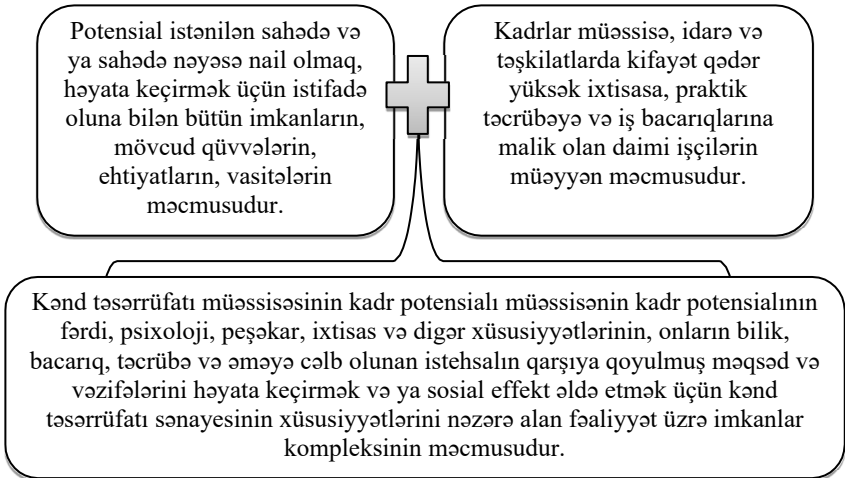 Potensial istənilən sahədə və
ya sahədə nəyəsə nail olmaq,
həyata keçirmək üçün istifadə
oluna bilən bütün imkanların,
mövcud qüvvələrin,
ehtiyatların, vasitələrin
məcmusudur.
Kadrlar müəssisə, idarə və
təşkilatlarda kifayət qədər
yüksək ixtisasa, praktik
təcrübəyə və iş bacarıqlarına
malik olan daimi işçilərin
müəyyən məcmusudur.
Kənd təsərrüfatı müəssisəsinin kadr potensialı müəssisənin kadr potensialının
fərdi, psixoloji, peşəkar, ixtisas və digər xüsusiyyətlərinin, onların bilik,
bacarıq, təcrübə və əməyə cəlb olunan istehsalın qarşıya qoyulmuş məqsəd və
vəzifələrini həyata keçirmək və ya sosial effekt əldə etmək üçün kənd
təsərrüfatı sənayesinin xüsusiyyətlərini nəzərə alan fəaliyyət üzrə imkanlar
kompleksinin məcmusudur.